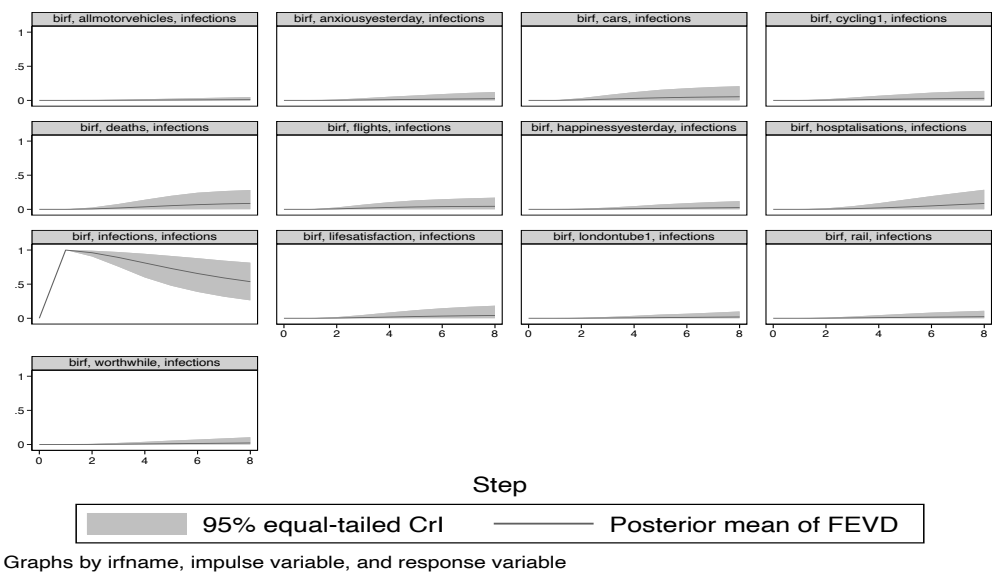 birf, allmotorvehicles, infections
birf, anxiousyesterday, infections
birf, cars, infections
birf, cycling1, infections
1
.5
0
birf, deaths, infections
birf, flights, infections
birf, happinessyesterday, infections
birf, hosptalisations, infections
1
.5
0
birf, infections, infections
birf, lifesatisfaction, infections
birf, londontube1, infections
birf, rail, infections
1
.5
0
0 2 4 6 8
0 2 4 6 8
0 2 4 6 8
birf, worthwhile, infections
1
.5
0
0 2 4 6 8
Step
95% equal-tailed CrI
Posterior mean of FEVD
Graphs by irfname, impulse variable, and response variable